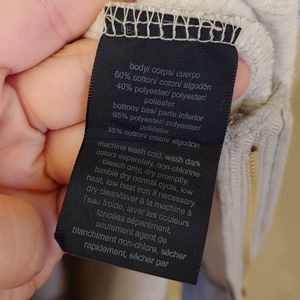 body/ corps/ cuerpo
60% cotton/ coton/ algodón
40% polyester/ polyester/
poliéster
bottom/ bas/ parte inferior
65% polyester/ polyester/
poliéster
35% cotton/ coton/ algodón
machine wash cold, wash dark
colors separately, non-chlorine
bleach only, dry promptly,
tumble dry normal cycle, low
heat, low heat iron if necessary.
dry clean/laver à la machine à
l'eau froide, laver les couleurs
foncées séparément,
seulement agent de
blanchiment non-chlore, sécher
rapidement, sécher par